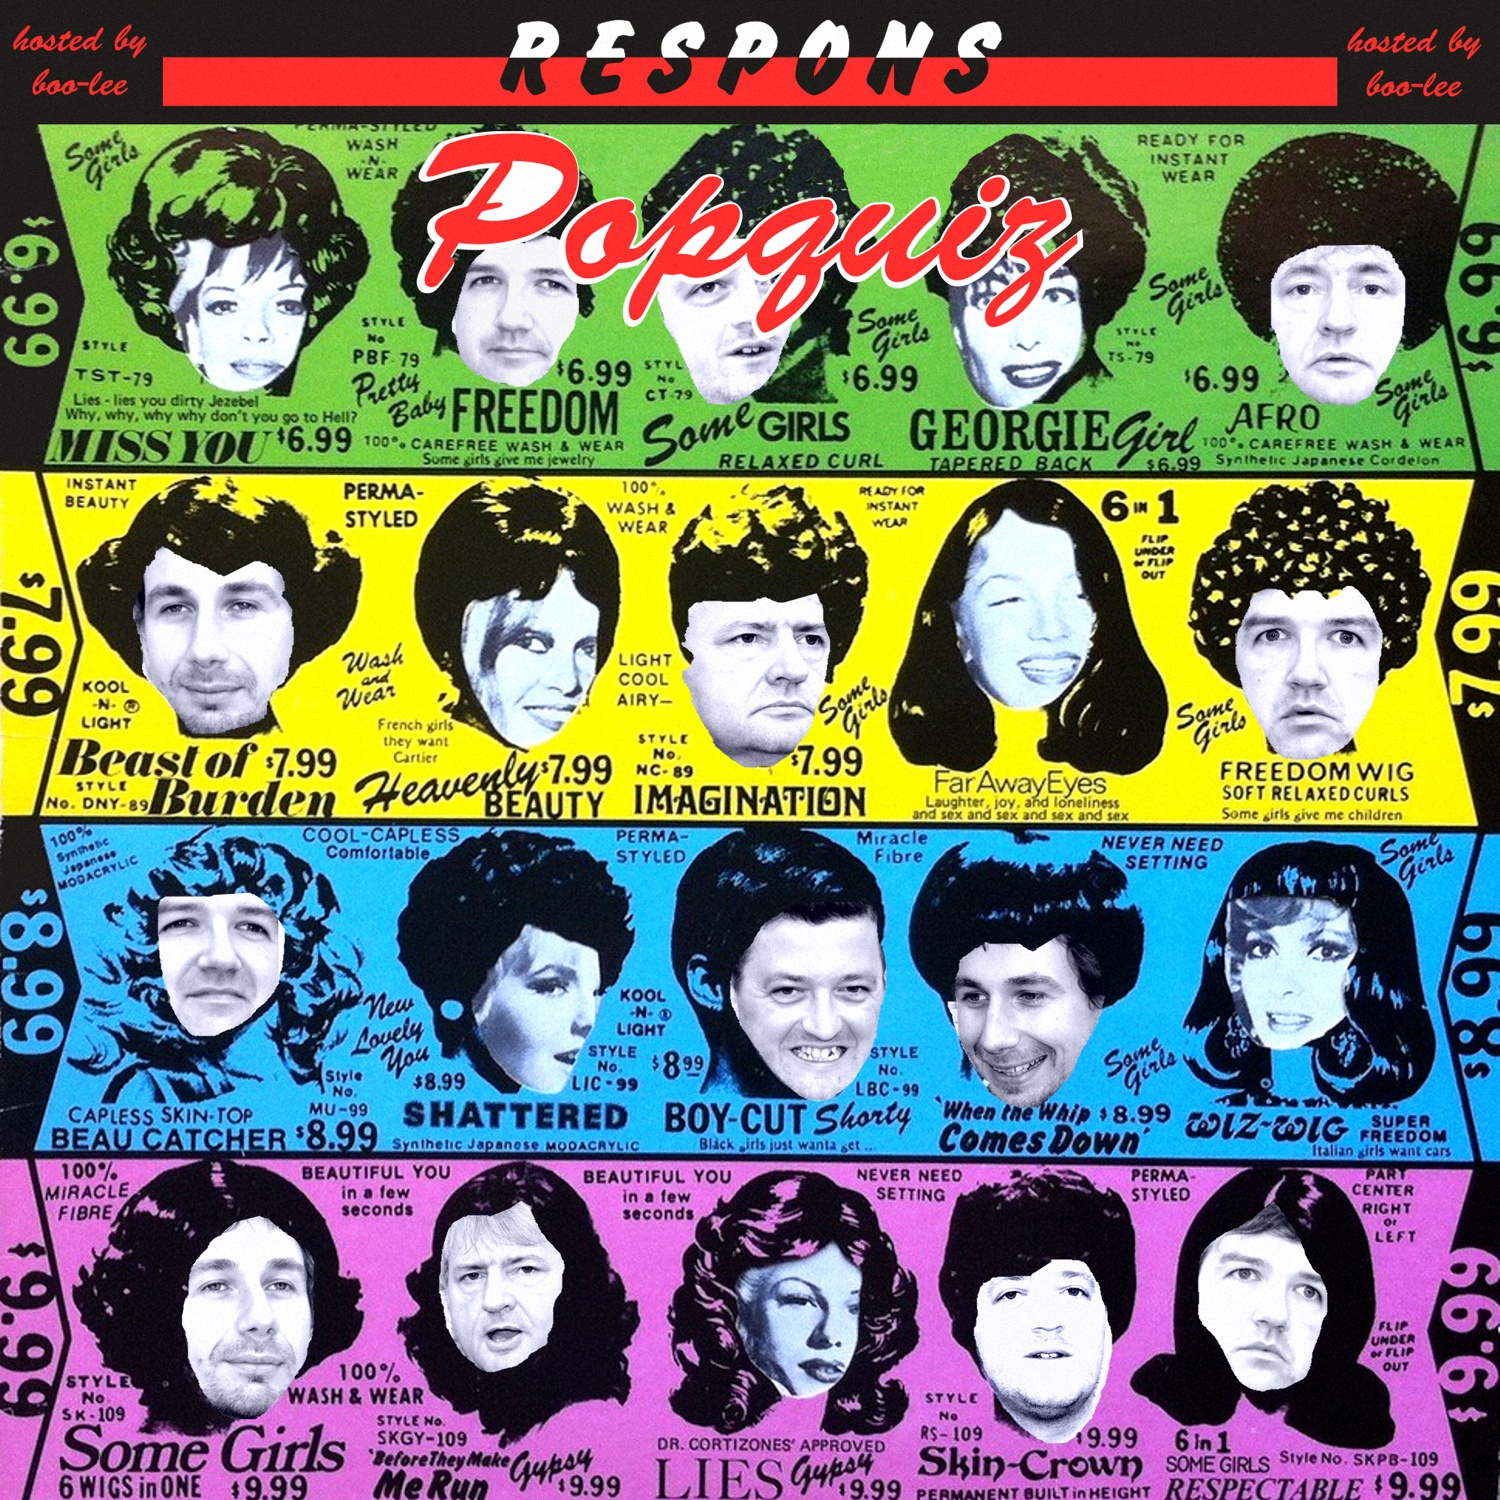 hosted by
boo-lee
RESPONS
hosted by
boo-lee
Popquiz
$6.99
Some
Girls
STYLE
TST-79
Lies - lies you dirty Jezebel
Why, why, why why don't you go to Hell?
MISS YOU $6.99
PERMA-STYLED
WASH
-N-
WEAR
STYLE
No
PBF-79
Pretty
Baby
FREEDOM
$6.99
100% CAREFREE WASH & WEAR
Some girls give me jewelry
STYLE
No
CT-79
Some GIRLS
RELAXED CURL
$6.99
Some
Girls
GEORGIE Girl
TAPERED BACK
$6.99
STYLE
No
TS-79
READY FOR
INSTANT
WEAR
Some
Girls
$6.99
AFRO
Some
Girls
100% CAREFREE WASH & WEAR
Synthetic Japanese Cordelon
$6.99
$7.99
INSTANT
BEAUTY
KOOL
-N- ®
LIGHT
Beast of $7.99
STYLE
No. DNY-89 Burden
PERMA-
STYLED
Wash
and
Wear
French girls
they want
Cartier
Heavenly $7.99
BEAUTY
100%
WASH &
WEAR
LIGHT
COOL
AIRY—
STYLE
No.
NC-89
$7.99
IMAGINATION
Some
Girls
READY FOR
INSTANT
WEAR
Far Away Eyes
Laughter, joy, and loneliness
and sex and sex and sex and sex
6 IN 1
FLIP
UNDER
or FLIP
OUT
Some
Girls
FREEDOM WIG
SOFT RELAXED CURLS
Some girls give me children
$7.99
$8.99
100%
Synthetic
Japanese
MODACRYLIC
Style
No.
MU-99
CAPLESS SKIN-TOP
BEAU CATCHER $8.99
COOL-CAPLESS
Comfortable
New
Lovely
You
$8.99
KOOL
-N- ®
LIGHT
STYLE
No.
LIC-99
SHATTERED
Synthetic Japanese MODACRYLIC
PERMA-
STYLED
$8.99
STYLE
No.
LBC-99
BOY-CUT Shorty
Black girls just wanta get ...
Miracle
Fibre
NEVER NEED
SETTING
Some
Girls
'When the Whip $8.99
Comes Down'
Some
Girls
WIZ-WIG SUPER
FREEDOM
Italian girls want cars
$8.99
$9.99
100%
MIRACLE
FIBRE
STYLE
No.
SK-109
Some Girls
6 WIGS in ONE $9.99
BEAUTIFUL YOU
in a few
seconds
100%
WASH & WEAR
STYLE No.
SKGY-109
'Before They Make
Me Run
Gypsy
$9.99
BEAUTIFUL YOU
in a few
seconds
DR. CORTIZONES' APPROVED
LIES Gypsy
$9.99
NEVER NEED
SETTING
STYLE
No
RS-109
$9.99
Skin-Crown
PERMANENT BUILT in HEIGHT
PERMA-
STYLED
PART
CENTER
RIGHT
or
LEFT
FLIP
UNDER
or FLIP
OUT
6 in 1
SOME GIRLS Style No. SKPB-109
RESPECTABLE $9.99
$9.99